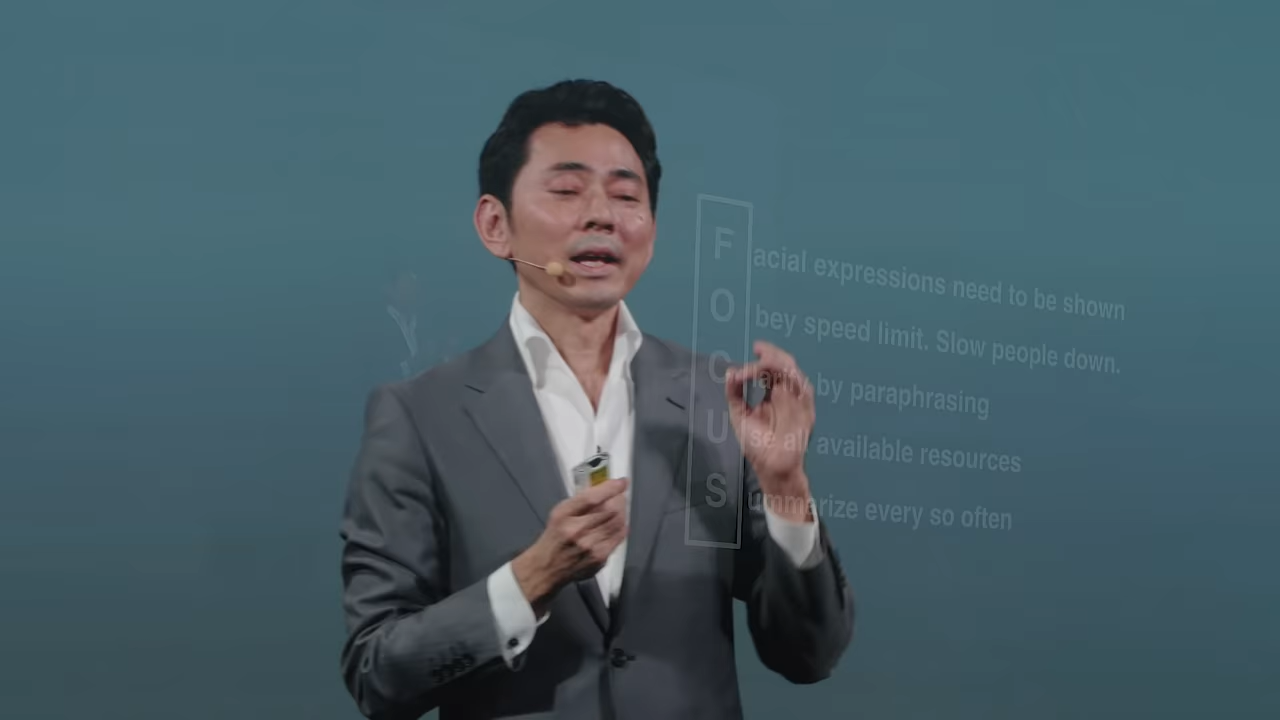 Facial expressions need to be shown
Obey speed limit. Slow people down.
Clarity by paraphrasing
Use all available resources
Summarize every so often